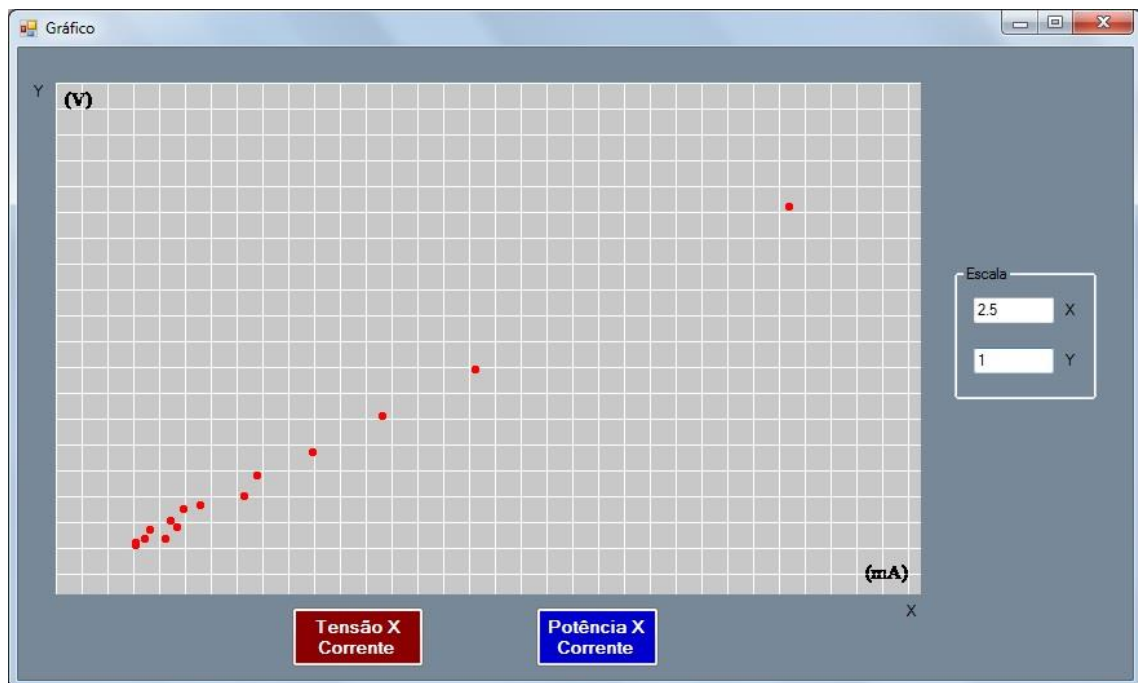 Gráfico
Y
(V)
Escala
2.5 X
1 Y
(mA)
X
Tensão X
Corrente
Potência X
Corrente